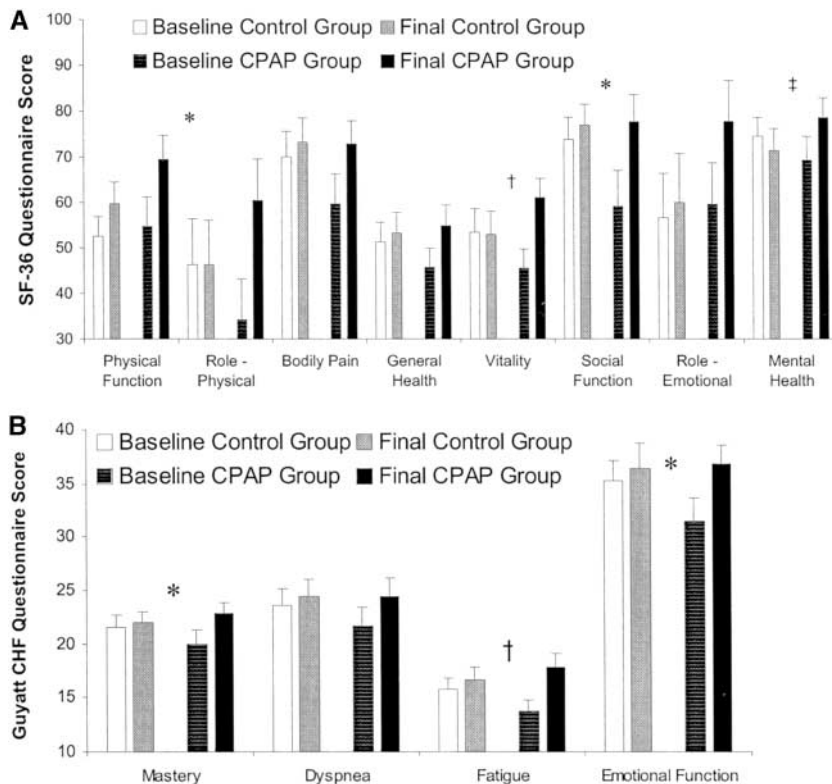 A
SF-36 Questionnaire Score
100
90
80
70
60
50
40
30
Baseline Control Group
Final Control Group
Baseline CPAP Group
Final CPAP Group
*
†
*
‡
Physical Function
Role - Physical
Bodily Pain
General Health
Vitality
Social Function
Role - Emotional
Mental Health
B
Guyatt CHF Questionnaire Score
40
35
30
25
20
15
10
Baseline Control Group
Final Control Group
Baseline CPAP Group
Final CPAP Group
*
†
*
Mastery
Dyspnea
Fatigue
Emotional Function